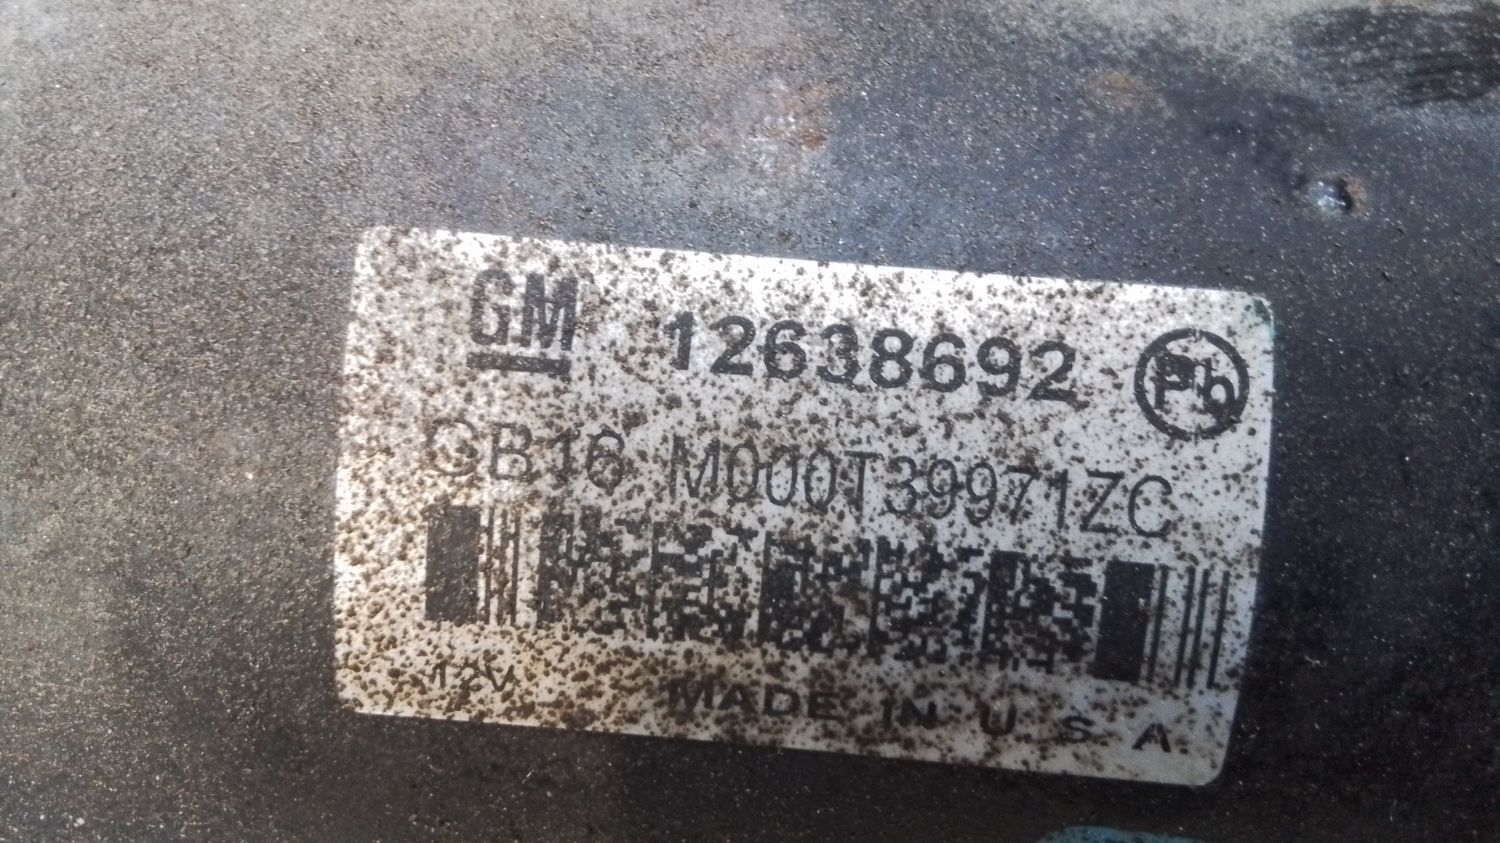 GM 12638692 Pb
GB16 M000T39971ZC
12V MADE IN U.S.A.